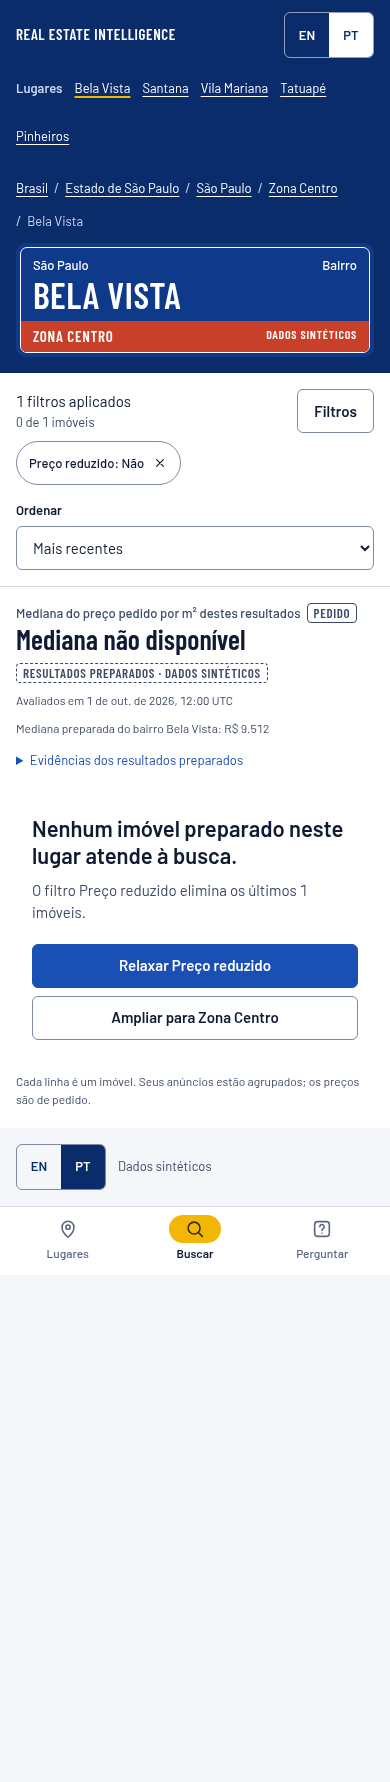 REAL ESTATE INTELLIGENCE
EN PT
Lugares Bela Vista Santana Vila Mariana Tatuapé
Pinheiros
Brasil / Estado de São Paulo / São Paulo / Zona Centro
/ Bela Vista
São Paulo Bairro
BELA VISTA
ZONA CENTRO DADOS SINTÉTICOS
1 filtros aplicados
0 de 1 imóveis
Filtros
Preço reduzido: Não ×
Ordenar
Mais recentes
Mediana do preço pedido por m² destes resultados PEDIDO
Mediana não disponível
RESULTADOS PREPARADOS · DADOS SINTÉTICOS
Avaliados em 1 de out. de 2026, 12:00 UTC
Mediana preparada do bairro Bela Vista: R$ 9.512
Evidências dos resultados preparados
Nenhum imóvel preparado neste
lugar atende à busca.
O filtro Preço reduzido elimina os últimos 1
imóveis.
Relaxar Preço reduzido
Ampliar para Zona Centro
Cada linha é um imóvel. Seus anúncios estão agrupados; os preços
são de pedido.
EN PT Dados sintéticos
Lugares Buscar Perguntar